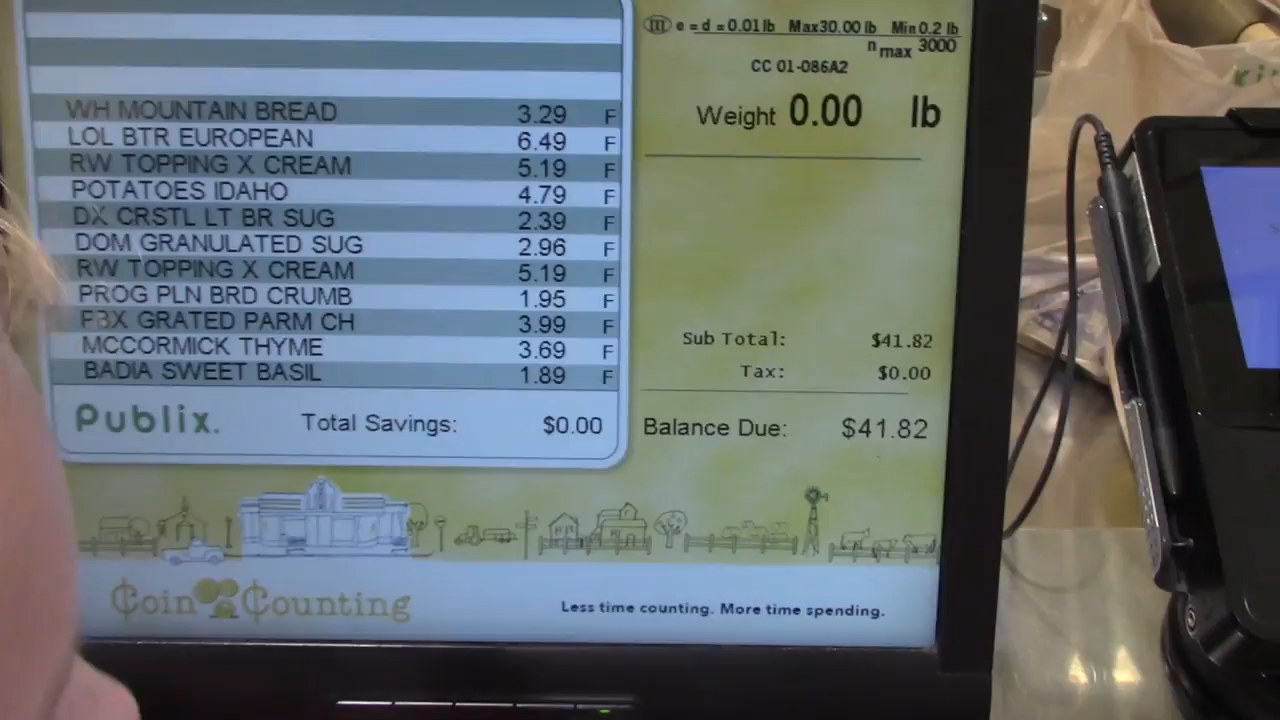 III e = d = 0.01 lb Max30.00 lb Min 0.2 lb
n max 3000
CC 01-086A2
Weight 0.00 lb
WH MOUNTAIN BREAD 3.29 F
LOL BTR EUROPEAN 6.49 F
RW TOPPING X CREAM 5.19 F
POTATOES IDAHO 4.79 F
DX CRSTL LT BR SUG 2.39 F
DOM GRANULATED SUG 2.96 F
RW TOPPING X CREAM 5.19 F
PROG PLN BRD CRUMB 1.95 F
PBX GRATED PARM CH 3.99 F
MCCORMICK THYME 3.69 F
BADIA SWEET BASIL 1.89 F
Sub Total: $41.82
Tax: $0.00
Publix. Total Savings: $0.00
Balance Due: $41.82
Coin Counting
Less time counting. More time spending.